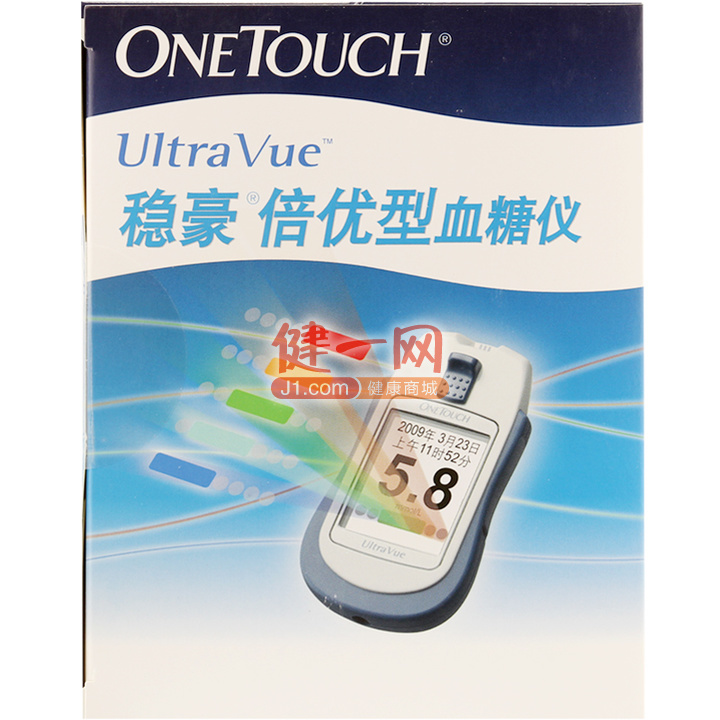 ONETOUCH®
UltraVue™
稳豪®倍优型血糖仪
健一网
J1.com 健康商城
ONETOUCH
2009年 3月23日
上午11时52分
5.8
mmol/L
UltraVue